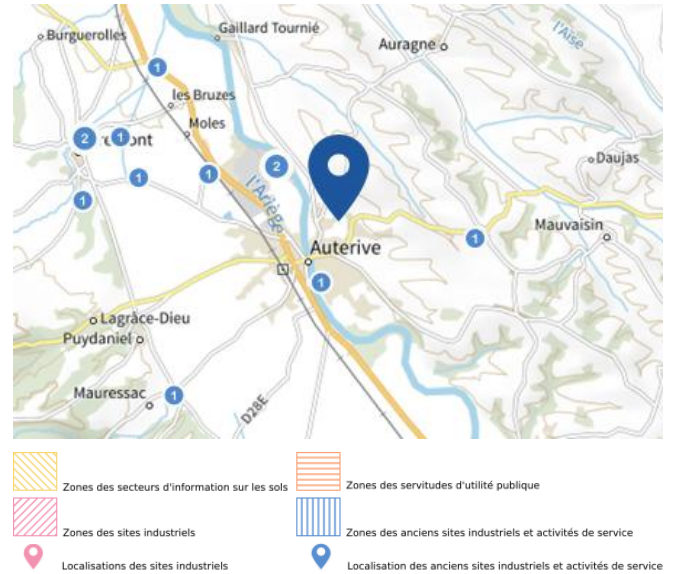 Burguerolles
Gaillard Tournié
Auragne
l'Aise
1
les Bruzes
Moles
2
1
mont
1
1
1
2
l'Ariège
Daujas
Mauvaisin
1
Auterive
1
Lagrâce-Dieu
Puydaniel
Mauressac
1
D28E
Zones des secteurs d'information sur les sols
Zones des servitudes d'utilité publique
Zones des sites industriels
Zones des anciens sites industriels et activités de service
Localisations des sites industriels
Localisation des anciens sites industriels et activités de service